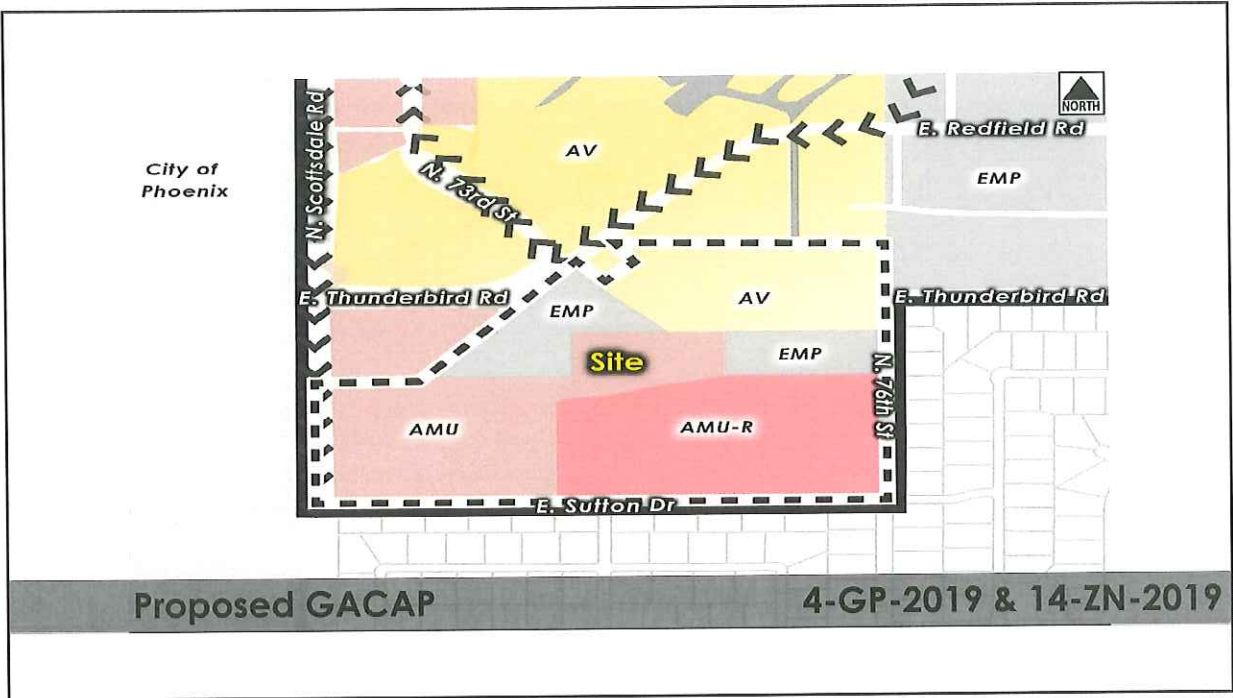 NORTH
N. Scottsdale Rd
E. Redfield Rd
City of
Phoenix
AV
N. 73rd St
EMP
E. Thunderbird Rd
EMP
AV
E. Thunderbird Rd
Site
EMP
N. 76th St
AMU
AMU-R
E. Sutton Dr
Proposed GACAP
4-GP-2019 & 14-ZN-2019